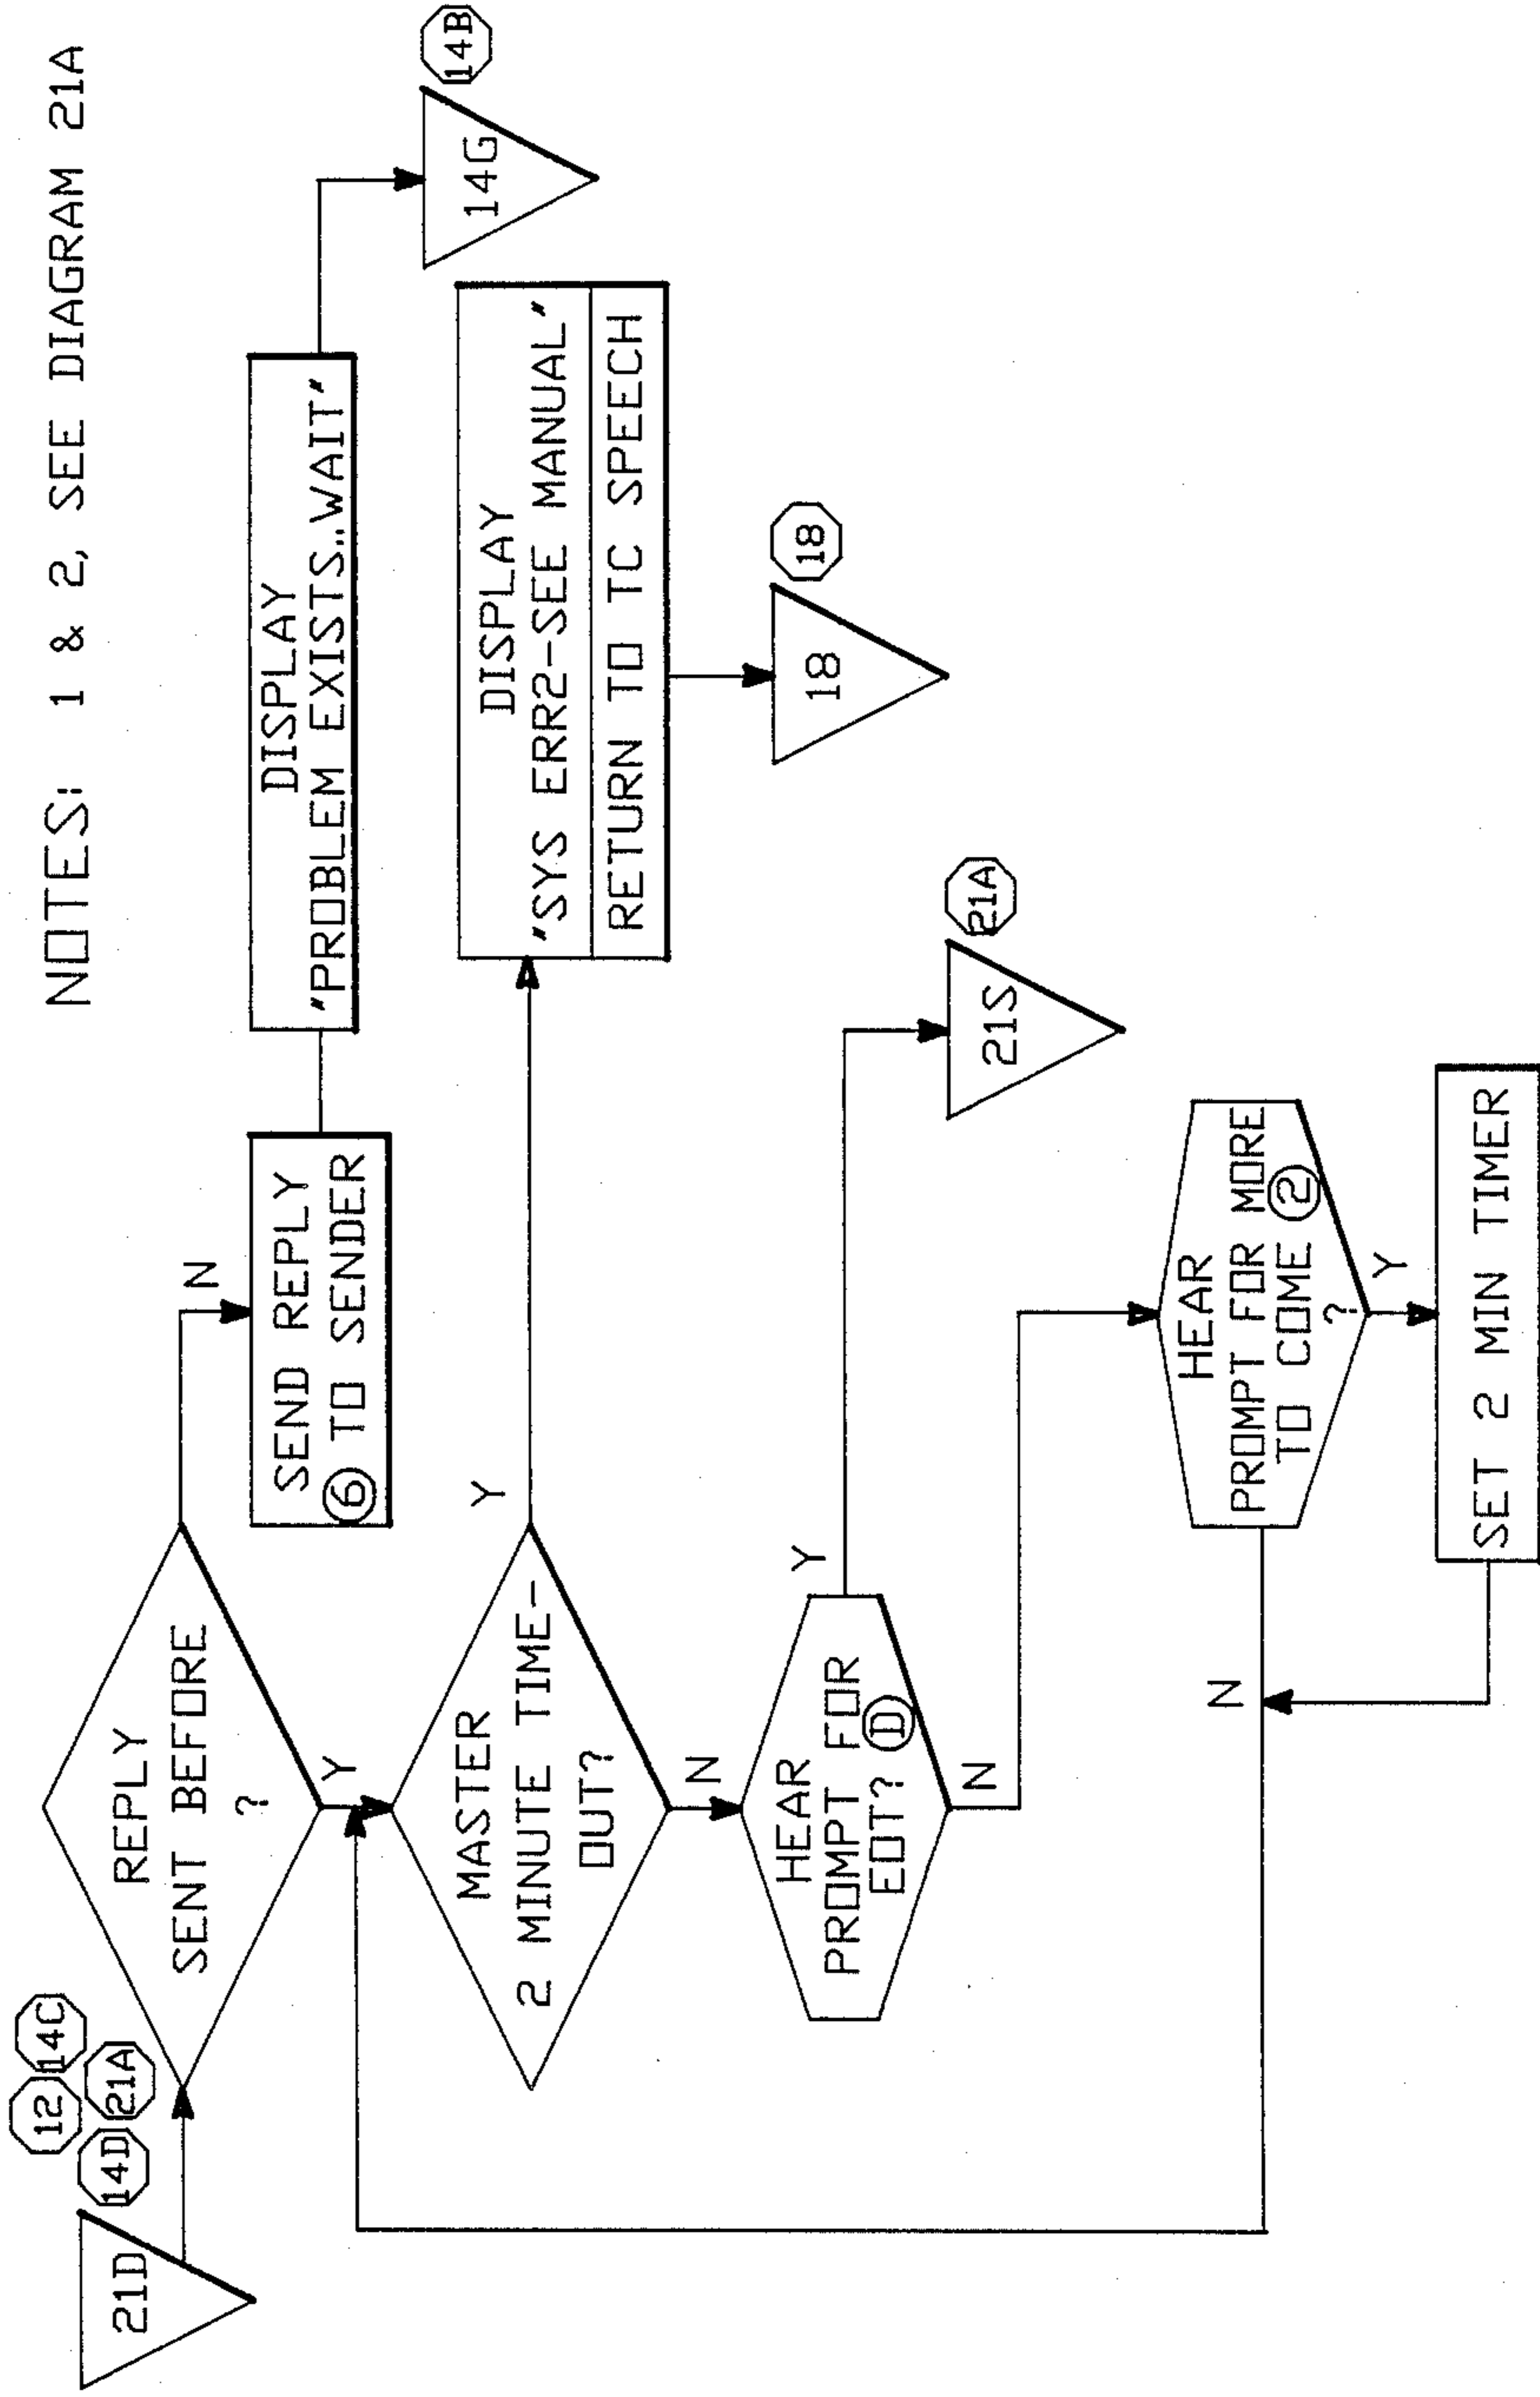 NOTES: 1 & 2, SEE DIAGRAM 21A
21D
12
14C
14D
21A
REPLY
SENT BEFORE
?
N
Y
SEND REPLY
⑥ TO SENDER
DISPLAY
"PROBLEM EXISTS..WAIT"
14G
14B
MASTER
2 MINUTE TIME-
OUT?
Y
N
DISPLAY
"SYS ERR2-SEE MANUAL"
RETURN TO TC SPEECH
18
18
HEAR
PROMPT FOR
EOT? Ⓓ
Y
N
21S
21A
HEAR
PROMPT FOR MORE
TO COME ②
?
N
Y
SET 2 MIN TIMER